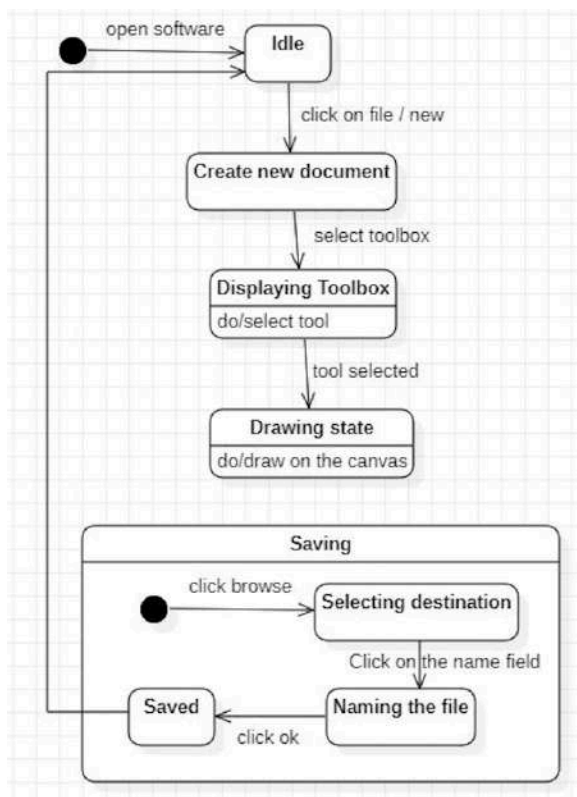 open software
Idle
click on file / new
Create new document
select toolbox
Displaying Toolbox
do/select tool
tool selected
Drawing state
do/draw on the canvas
Saving
click browse
Selecting destination
Click on the name field
Saved
Naming the file
click ok